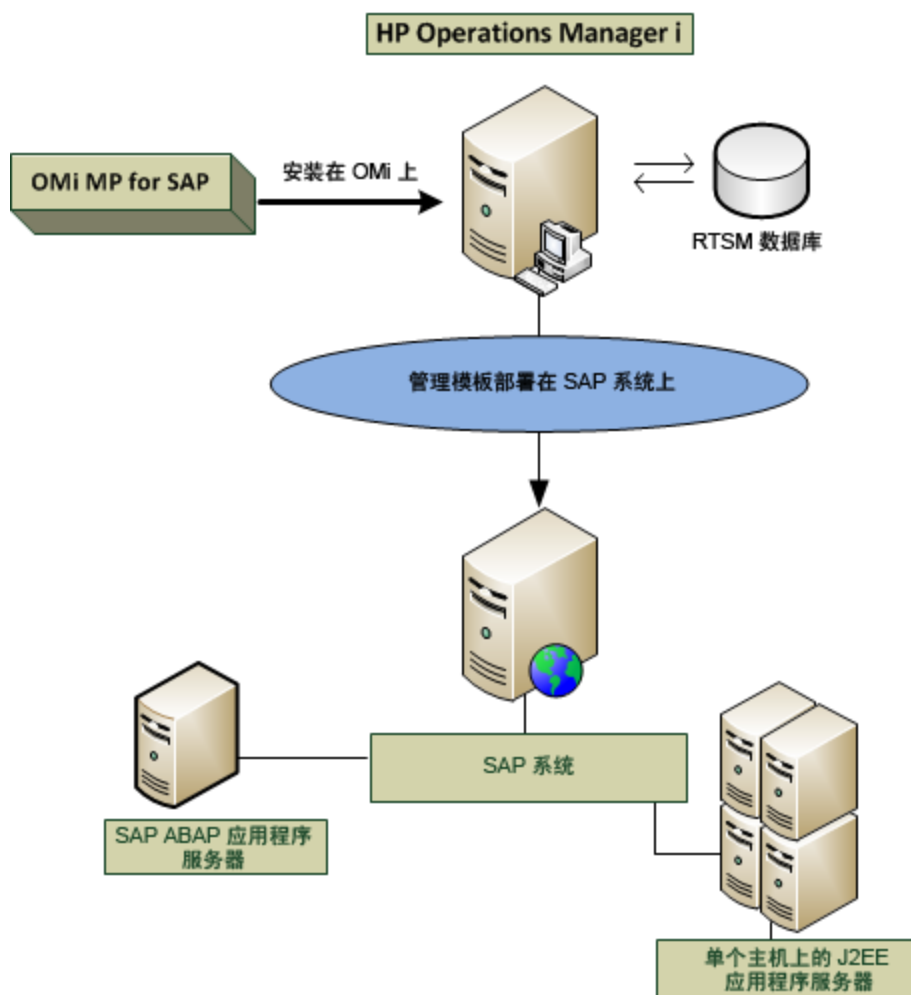 HP Operations Manager i
OMi MP for SAP
安装在 OMi 上
RTSM 数据库
管理模板部署在 SAP 系统上
SAP 系统
SAP ABAP 应用程序
服务器
单个主机上的 J2EE
应用程序服务器